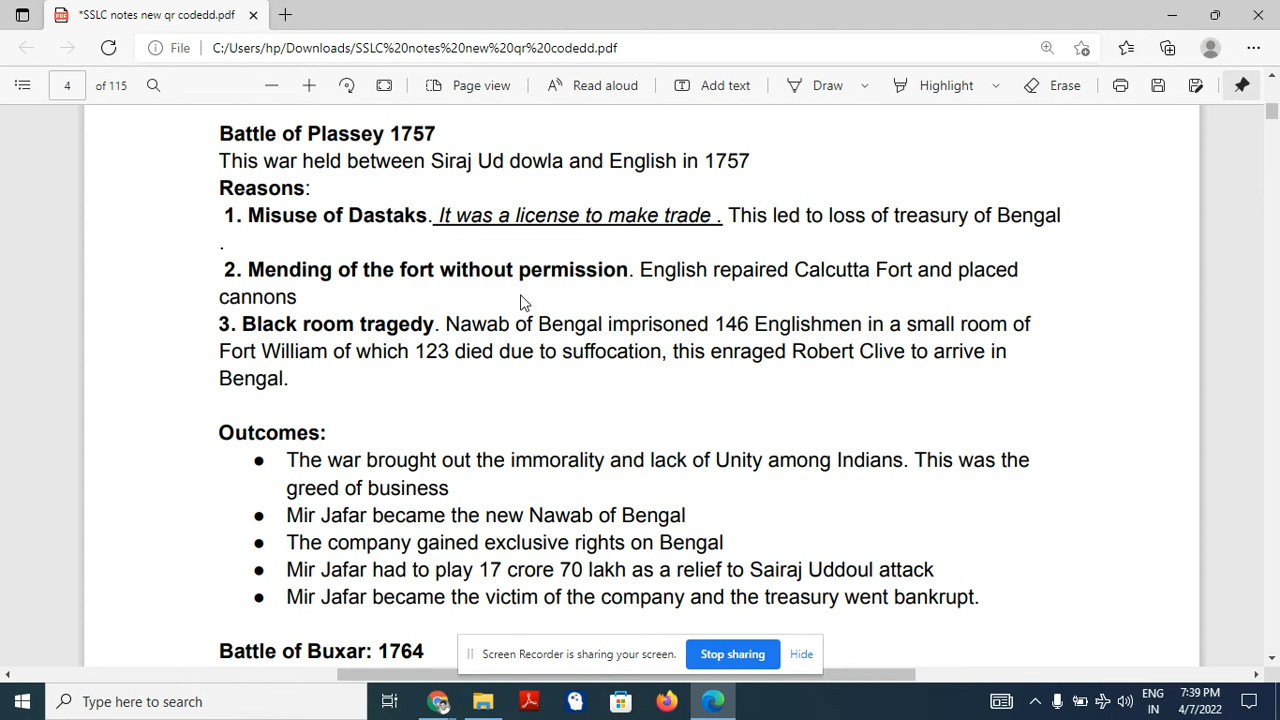 *SSLC notes new qr codedd.pdf
File C:/Users/hp/Downloads/SSLC%20notes%20new%20qr%20codedd.pdf
4 of 115 Page view Read aloud Add text Draw Highlight Erase
Battle of Plassey 1757
This war held between Siraj Ud dowla and English in 1757
Reasons:
1. Misuse of Dastaks. It was a license to make trade . This led to loss of treasury of Bengal
.
2. Mending of the fort without permission. English repaired Calcutta Fort and placed
cannons
3. Black room tragedy. Nawab of Bengal imprisoned 146 Englishmen in a small room of
Fort William of which 123 died due to suffocation, this enraged Robert Clive to arrive in
Bengal.
Outcomes:
● The war brought out the immorality and lack of Unity among Indians. This was the
greed of business
● Mir Jafar became the new Nawab of Bengal
● The company gained exclusive rights on Bengal
● Mir Jafar had to play 17 crore 70 lakh as a relief to Sairaj Uddoul attack
● Mir Jafar became the victim of the company and the treasury went bankrupt.
Battle of Buxar: 1764
Screen Recorder is sharing your screen. Stop sharing Hide
Type here to search
ENG 7:39 PM
IN 4/7/2022